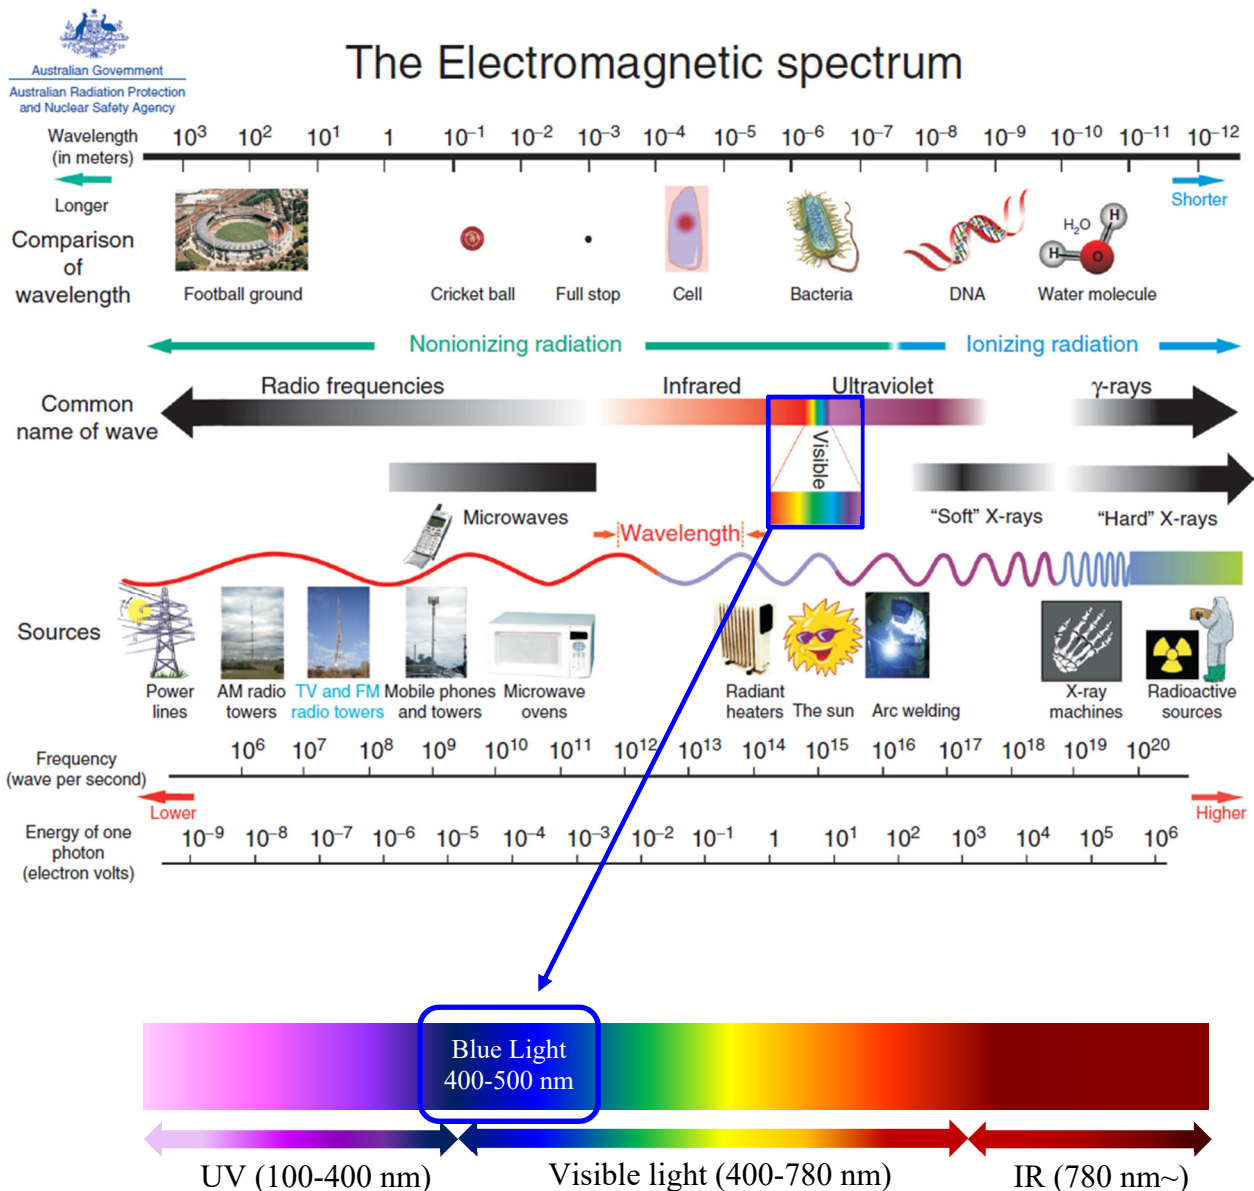 Australian Government
Australian Radiation Protection
and Nuclear Safety Agency
The Electromagnetic spectrum
Wavelength
(in meters)
10³ 10² 10¹ 1 10⁻¹ 10⁻² 10⁻³ 10⁻⁴ 10⁻⁵ 10⁻⁶ 10⁻⁷ 10⁻⁸ 10⁻⁹ 10⁻¹⁰ 10⁻¹¹ 10⁻¹²
Longer
Shorter
Comparison
of
wavelength
H₂O
H
H
O
Football ground
Cricket ball
Full stop
Cell
Bacteria
DNA
Water molecule
Nonionizing radiation
Ionizing radiation
Common
name of wave
Radio frequencies
Infrared
Ultraviolet
γ-rays
Visible
Microwaves
"Soft" X-rays
"Hard" X-rays
Wavelength
Sources
Power
lines
AM radio
towers
TV and FM
radio towers
Mobile phones
and towers
Microwave
ovens
Radiant
heaters
The sun
Arc welding
X-ray
machines
Radioactive
sources
Frequency
(wave per second)
10⁶ 10⁷ 10⁸ 10⁹ 10¹⁰ 10¹¹ 10¹² 10¹³ 10¹⁴ 10¹⁵ 10¹⁶ 10¹⁷ 10¹⁸ 10¹⁹ 10²⁰
Lower
Higher
Energy of one
photon
(electron volts)
10⁻⁹ 10⁻⁸ 10⁻⁷ 10⁻⁶ 10⁻⁵ 10⁻⁴ 10⁻³ 10⁻² 10⁻¹ 1 10¹ 10² 10³ 10⁴ 10⁵ 10⁶
Blue Light
400-500 nm
UV (100-400 nm)
Visible light (400-780 nm)
IR (780 nm~)